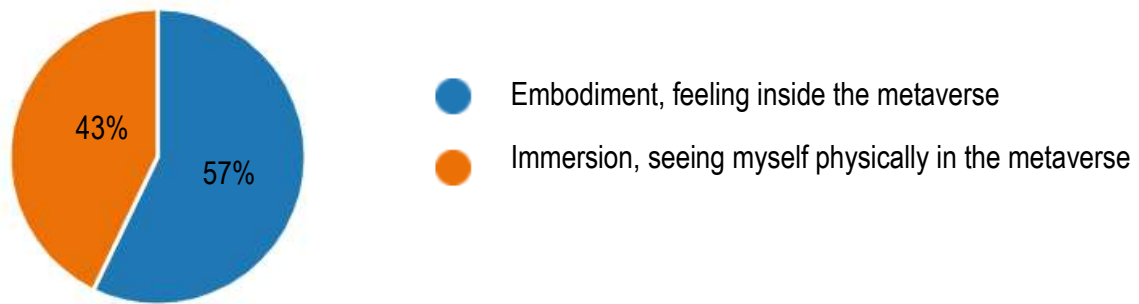 43%
57%
Embodiment, feeling inside the metaverse
Immersion, seeing myself physically in the metaverse